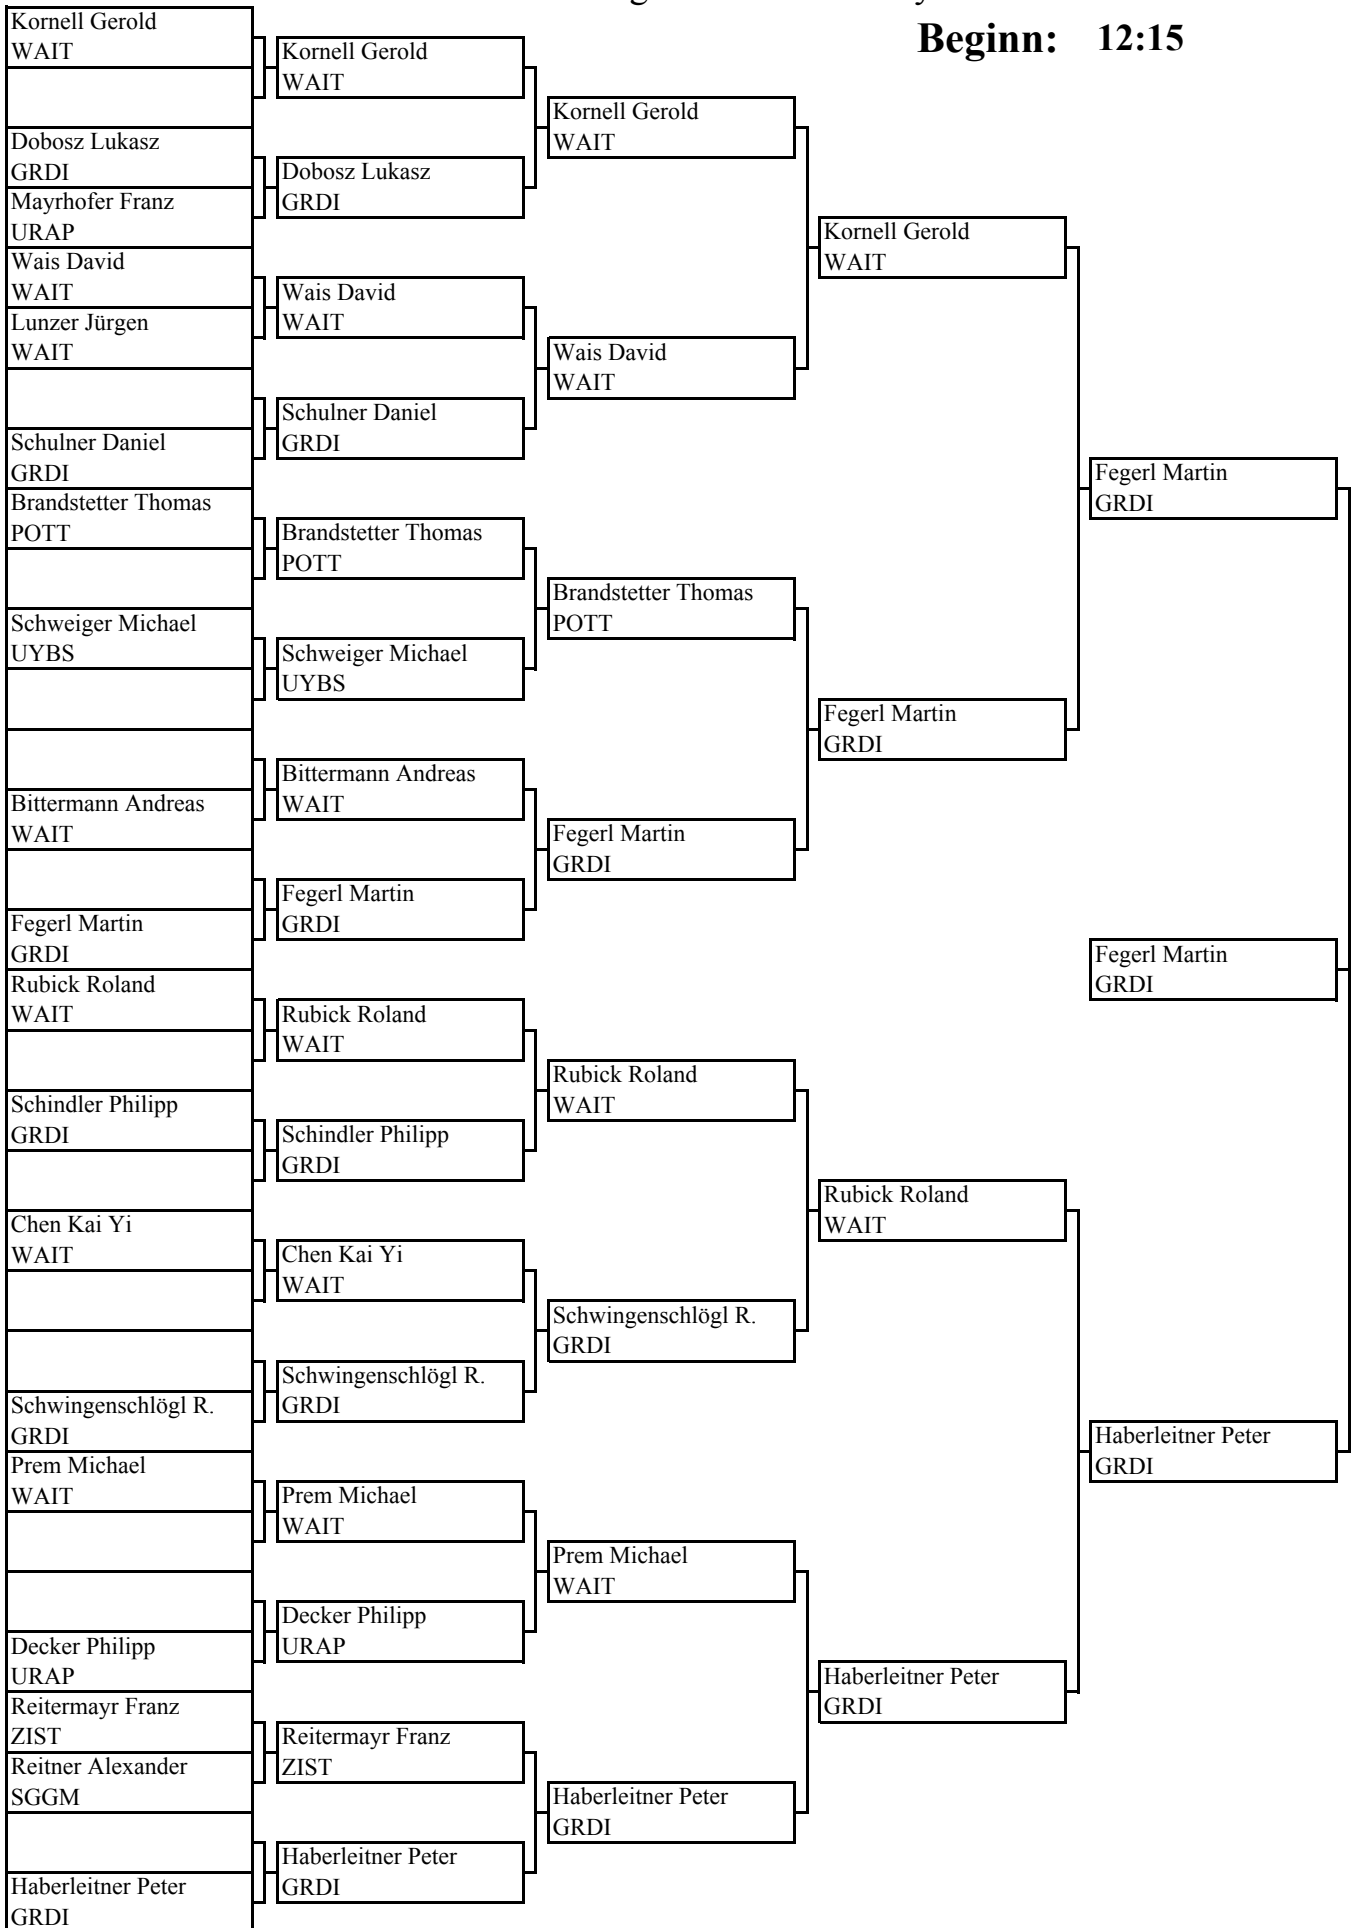 Beginn: 12:15
Kornell Gerold
WAIT
Dobosz Lukasz
GRDI
Mayrhofer Franz
URAP
Wais David
WAIT
Lunzer Jürgen
WAIT
Schulner Daniel
GRDI
Brandstetter Thomas
POTT
Schweiger Michael
UYBS
Bittermann Andreas
WAIT
Fegerl Martin
GRDI
Rubick Roland
WAIT
Schindler Philipp
GRDI
Chen Kai Yi
WAIT
Schwingenschlögl R.
GRDI
Prem Michael
WAIT
Decker Philipp
URAP
Reitermayr Franz
ZIST
Reitner Alexander
SGGM
Haberleitner Peter
GRDI
Kornell Gerold
WAIT
Dobosz Lukasz
GRDI
Wais David
WAIT
Schulner Daniel
GRDI
Brandstetter Thomas
POTT
Schweiger Michael
UYBS
Bittermann Andreas
WAIT
Fegerl Martin
GRDI
Rubick Roland
WAIT
Schindler Philipp
GRDI
Chen Kai Yi
WAIT
Schwingenschlögl R.
GRDI
Prem Michael
WAIT
Decker Philipp
URAP
Reitermayr Franz
ZIST
Haberleitner Peter
GRDI
Kornell Gerold
WAIT
Wais David
WAIT
Brandstetter Thomas
POTT
Fegerl Martin
GRDI
Rubick Roland
WAIT
Schwingenschlögl R.
GRDI
Prem Michael
WAIT
Haberleitner Peter
GRDI
Kornell Gerold
WAIT
Fegerl Martin
GRDI
Rubick Roland
WAIT
Haberleitner Peter
GRDI
Fegerl Martin
GRDI
Fegerl Martin
GRDI
Haberleitner Peter
GRDI